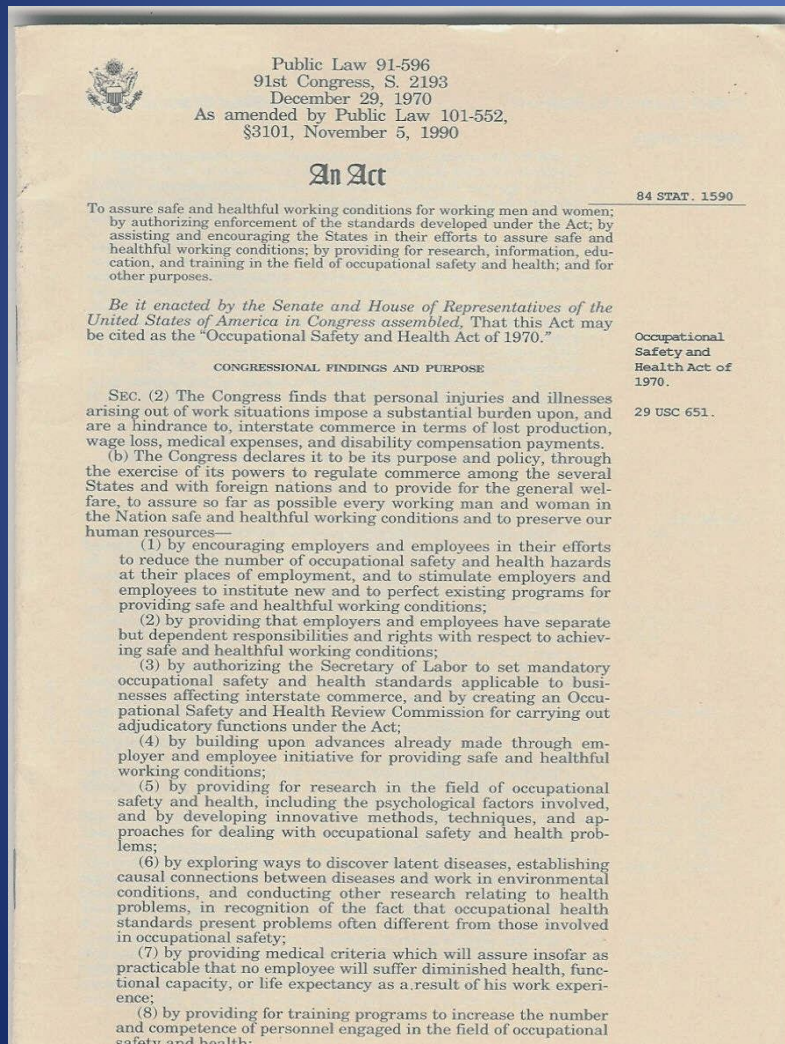 Public Law 91-596
91st Congress, S. 2193
December 29, 1970
As amended by Public Law 101-552,
§3101, November 5, 1990
An Act
84 STAT. 1590
To assure safe and healthful working conditions for working men and women;
by authorizing enforcement of the standards developed under the Act; by
assisting and encouraging the States in their efforts to assure safe and
healthful working conditions; by providing for research, information, edu-
cation, and training in the field of occupational safety and health; and for
other purposes.
Be it enacted by the Senate and House of Representatives of the
United States of America in Congress assembled, That this Act may
be cited as the “Occupational Safety and Health Act of 1970.”
Occupational
Safety and
Health Act of
1970.
CONGRESSIONAL FINDINGS AND PURPOSE
SEC. (2) The Congress finds that personal injuries and illnesses
29 USC 651.
arising out of work situations impose a substantial burden upon, and
are a hindrance to, interstate commerce in terms of lost production,
wage loss, medical expenses, and disability compensation payments.
(b) The Congress declares it to be its purpose and policy, through
the exercise of its powers to regulate commerce among the several
States and with foreign nations and to provide for the general wel-
fare, to assure so far as possible every working man and woman in
the Nation safe and healthful working conditions and to preserve our
human resources—
(1) by encouraging employers and employees in their efforts
to reduce the number of occupational safety and health hazards
at their places of employment, and to stimulate employers and
employees to institute new and to perfect existing programs for
providing safe and healthful working conditions;
(2) by providing that employers and employees have separate
but dependent responsibilities and rights with respect to achiev-
ing safe and healthful working conditions;
(3) by authorizing the Secretary of Labor to set mandatory
occupational safety and health standards applicable to busi-
nesses affecting interstate commerce, and by creating an Occu-
pational Safety and Health Review Commission for carrying out
adjudicatory functions under the Act;
(4) by building upon advances already made through em-
ployer and employee initiative for providing safe and healthful
working conditions;
(5) by providing for research in the field of occupational
safety and health, including the psychological factors involved,
and by developing innovative methods, techniques, and ap-
proaches for dealing with occupational safety and health prob-
lems;
(6) by exploring ways to discover latent diseases, establishing
causal connections between diseases and work in environmental
conditions, and conducting other research relating to health
problems, in recognition of the fact that occupational health
standards present problems often different from those involved
in occupational safety;
(7) by providing medical criteria which will assure insofar as
practicable that no employee will suffer diminished health, func-
tional capacity, or life expectancy as a result of his work experi-
ence;
(8) by providing for training programs to increase the number
and competence of personnel engaged in the field of occupational
safety and health;